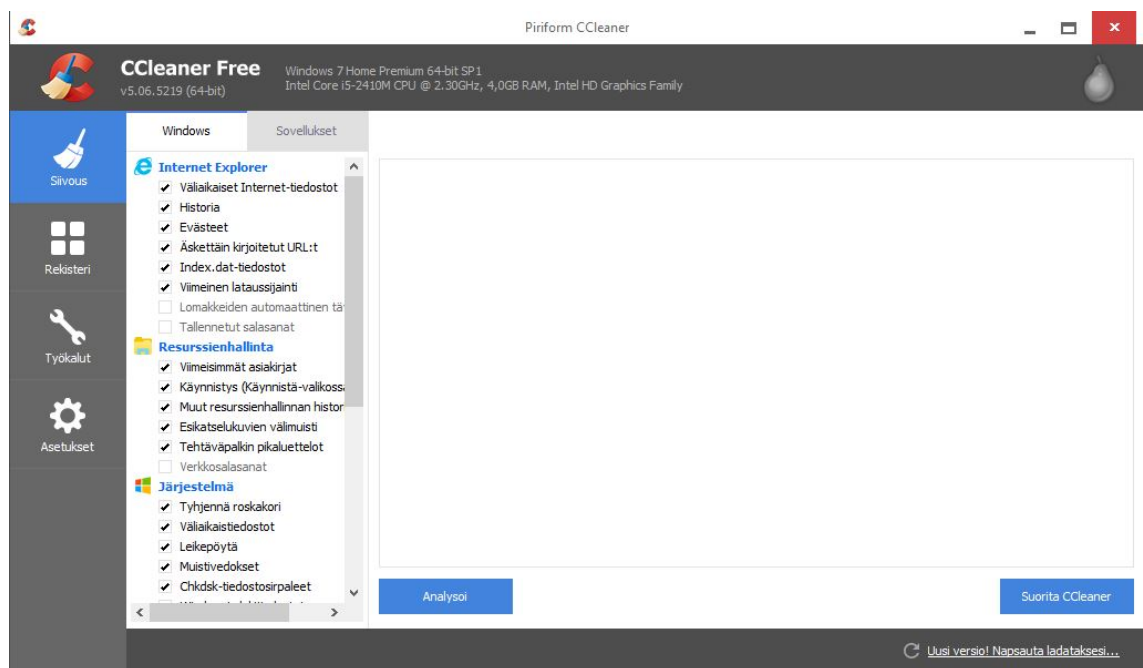 Piriform CCleaner
CCleaner Free
v5.06.5219 (64-bit)
Windows 7 Home Premium 64-bit SP1
Intel Core i5-2410M CPU @ 2.30GHz, 4,0GB RAM, Intel HD Graphics Family
Siivous
Rekisteri
Työkalut
Asetukset
Windows
Sovellukset
Internet Explorer
Väliaikaiset Internet-tiedostot
Historia
Evästeet
Äskettäin kirjoitetut URL:t
Index.dat-tiedostot
Viimeinen lataussijainti
Lomakkeiden automaattinen
Tallennetut salasanat
Resurssienhallinta
Viimeisimmät asiakirjat
Käynnistys (Käynnistä-valikoss
Muut resurssienhallinnan histor
Esikatselukuvien välimuisti
Tehtäväpalkin pikaluettelot
Verkkosalasanat
Järjestelmä
Tyhjennä roskakori
Väliaikaistiedostot
Leikepöytä
Muistivedokset
Chkdsk-tiedostosirpaleet
Analysoi
Suorita CCleaner
Uusi versio! Napsauta ladataksesi...